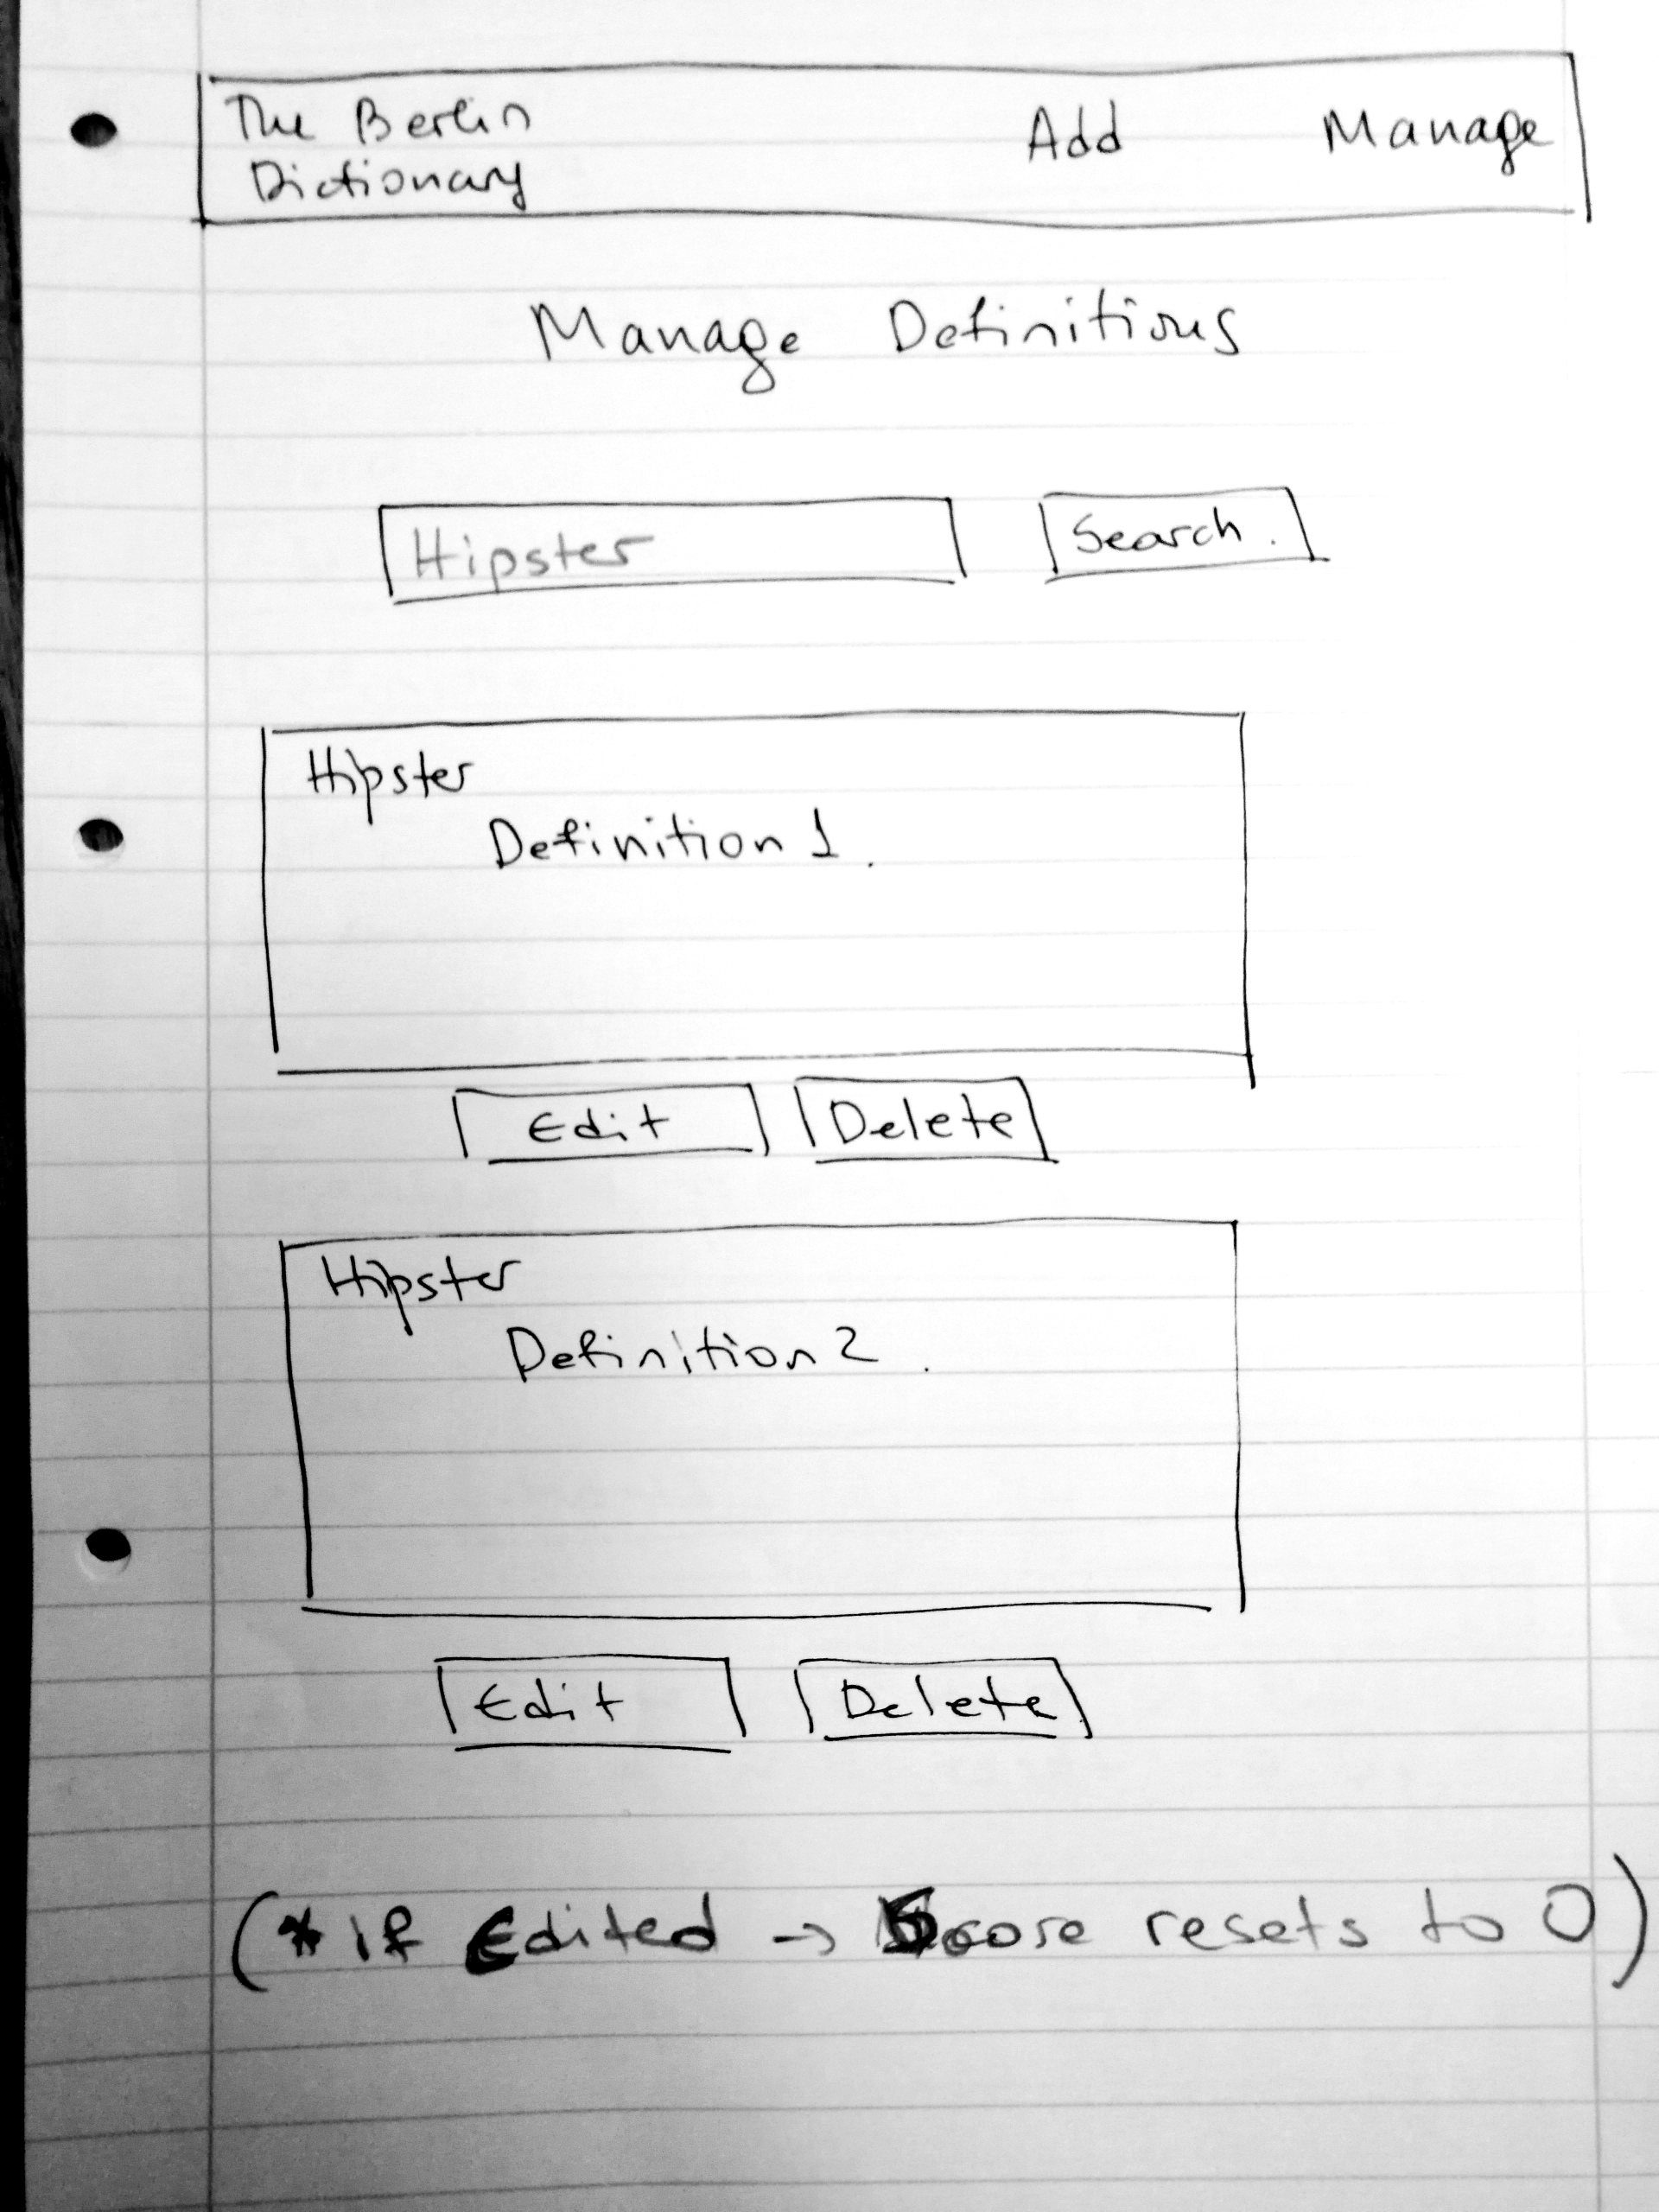 The Berlin
Dictionary
Add
Manage
Manage Definitions
Hipster
Search.
Hipster
Definition 1.
Edit
Delete
Hipster
Definition 2.
Edit
Delete
(* if Edited → Score resets to 0)